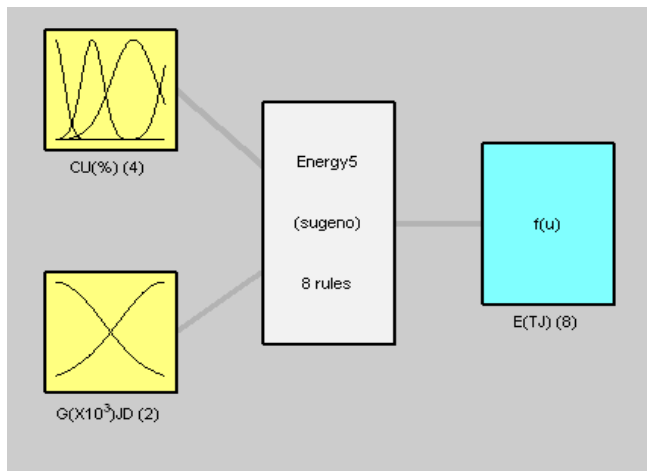 CU(%) (4)
G(X10³)JD (2)
Energy5
(sugeno)
8 rules
f(u)
E(TJ) (8)